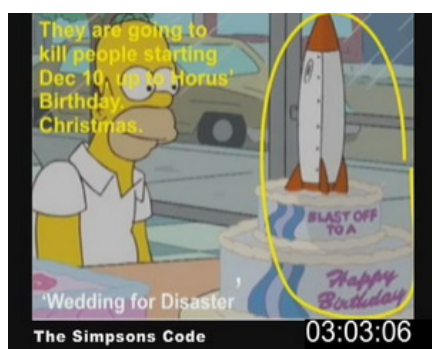 They are going to
kill people starting
Dec 10, up to Horus'
Birthday.
Christmas.
BLAST OFF
TO A
Happy
Birthday
'Wedding for Disaster'
The Simpsons Code
03:03:06